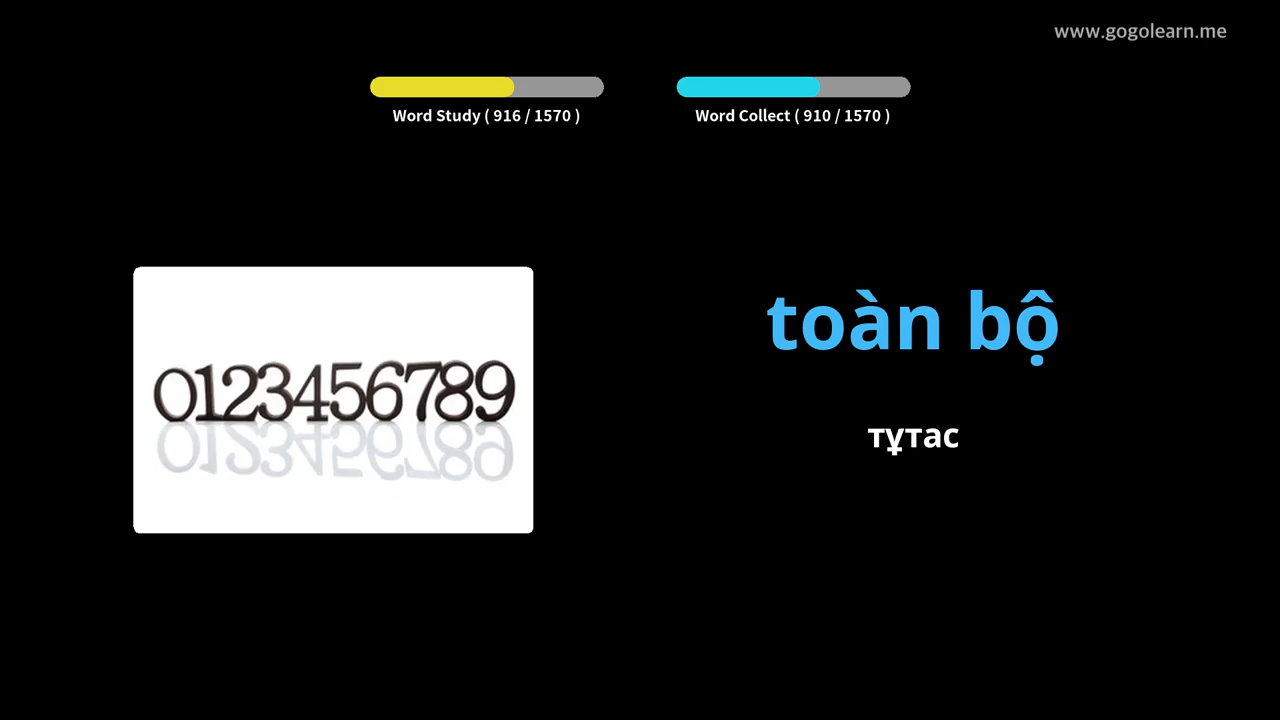 www.gogolearn.me
Word Study ( 916 / 1570 )
Word Collect ( 910 / 1570 )
0123456789
toàn bộ
тұтас